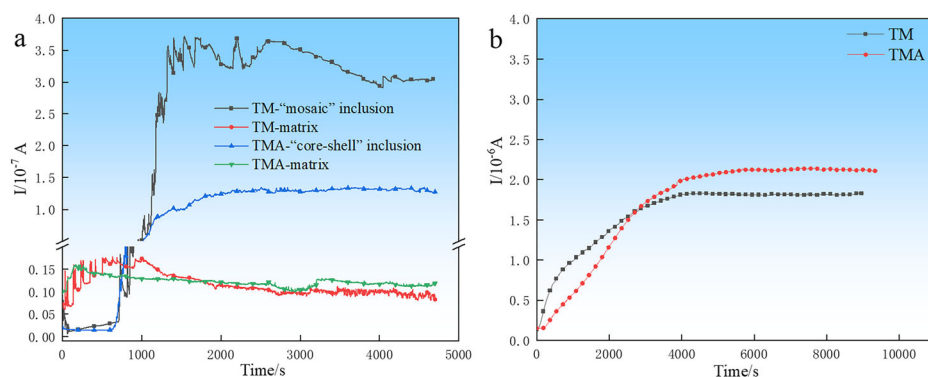 a
4.0
3.5
3.0
2.5
2.0
1.5
1.0
0.15
0.10
0.05
0.00
I/10⁻⁷ A
TM-“mosaic” inclusion
TM-matrix
TMA-“core-shell” inclusion
TMA-matrix
0 1000 2000 3000 4000 5000
Time/s
b
4.0
3.5
3.0
2.5
2.0
1.5
1.0
0.5
0.0
I/10⁻⁶A
TM
TMA
0 2000 4000 6000 8000 10000
Time/s